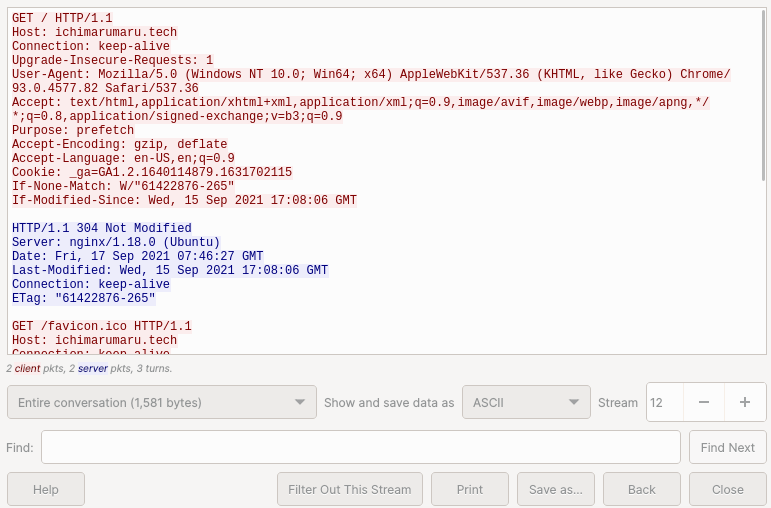 GET / HTTP/1.1
Host: ichimarumaru.tech
Connection: keep-alive
Upgrade-Insecure-Requests: 1
User-Agent: Mozilla/5.0 (Windows NT 10.0; Win64; x64) AppleWebKit/537.36 (KHTML, like Gecko) Chrome/
93.0.4577.82 Safari/537.36
Accept: text/html,application/xhtml+xml,application/xml;q=0.9,image/avif,image/webp,image/apng,*/
*;q=0.8,application/signed-exchange;v=b3;q=0.9
Purpose: prefetch
Accept-Encoding: gzip, deflate
Accept-Language: en-US,en;q=0.9
Cookie: _ga=GA1.2.1640114879.1631702115
If-None-Match: W/"61422876-265"
If-Modified-Since: Wed, 15 Sep 2021 17:08:06 GMT
HTTP/1.1 304 Not Modified
Server: nginx/1.18.0 (Ubuntu)
Date: Fri, 17 Sep 2021 07:46:27 GMT
Last-Modified: Wed, 15 Sep 2021 17:08:06 GMT
Connection: keep-alive
ETag: "61422876-265"
GET /favicon.ico HTTP/1.1
Host: ichimarumaru.tech
Connection: keep-alive
2 client pkts, 2 server pkts, 3 turns.
Entire conversation (1,581 bytes) Show and save data as ASCII Stream 12 − +
Find: Find Next
Help Filter Out This Stream Print Save as... Back Close